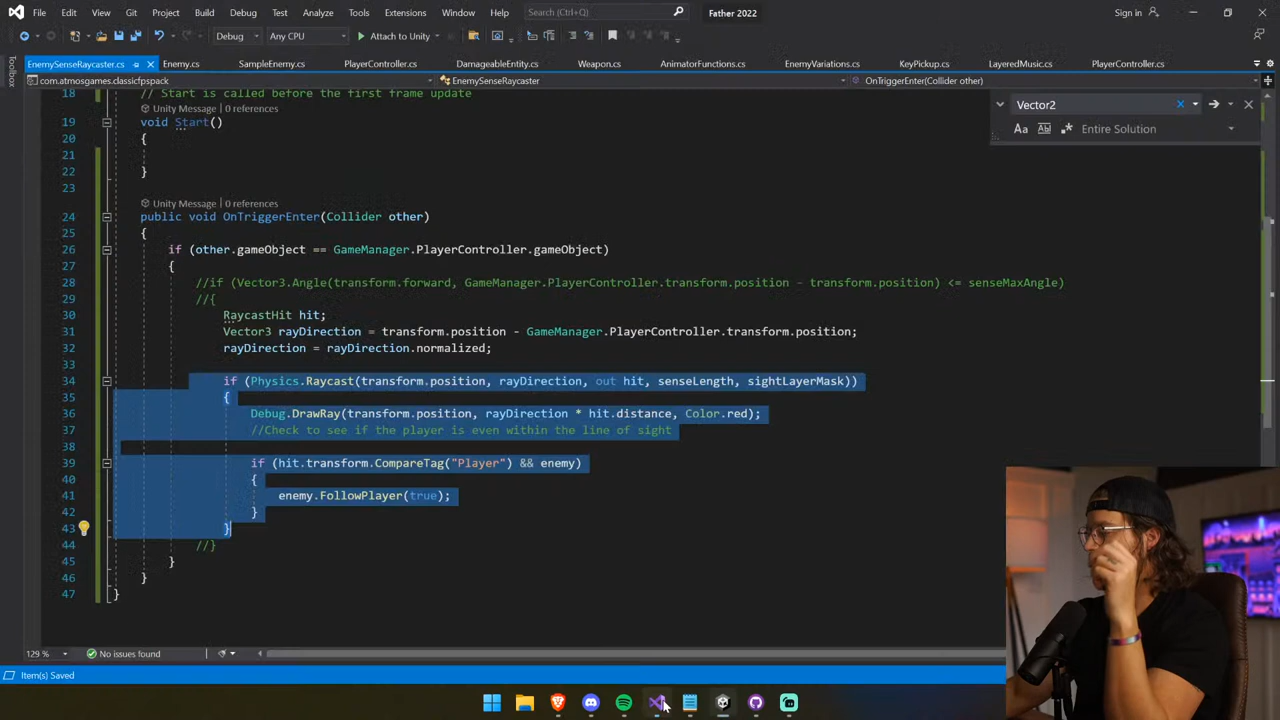 File Edit View Git Project Build Debug Test Analyze Tools Extensions Window Help Search (Ctrl+Q) Father 2022 Sign in
Debug Any CPU Attach to Unity
EnemySenseRaycaster.cs Enemy.cs SampleEnemy.cs PlayerController.cs DamageableEntity.cs Weapon.cs AnimatorFunctions.cs EnemyVariations.cs KeyPickup.cs LayeredMusic.cs PlayerController.cs
Toolbox
com.atmosgames.classicfpspack EnemySenseRaycaster OnTriggerEnter(Collider other)
Vector2
Aa Entire Solution
18 // Start is called before the first frame update
Unity Message | 0 references
19 void Start()
20 {
21
22 }
23
Unity Message | 0 references
24 public void OnTriggerEnter(Collider other)
25 {
26 if (other.gameObject == GameManager.PlayerController.gameObject)
27 {
28 //if (Vector3.Angle(transform.forward, GameManager.PlayerController.transform.position - transform.position) <= senseMaxAngle)
29 //{
30 RaycastHit hit;
31 Vector3 rayDirection = transform.position - GameManager.PlayerController.transform.position;
32 rayDirection = rayDirection.normalized;
33
34 if (Physics.Raycast(transform.position, rayDirection, out hit, senseLength, sightLayerMask))
35 {
36 Debug.DrawRay(transform.position, rayDirection * hit.distance, Color.red);
37 //Check to see if the player is even within the line of sight
38
39 if (hit.transform.CompareTag("Player") && enemy)
40 {
41 enemy.FollowPlayer(true);
42 }
43 }
44 //}
45 }
46 }
47 }
129 % No issues found
Item(s) Saved